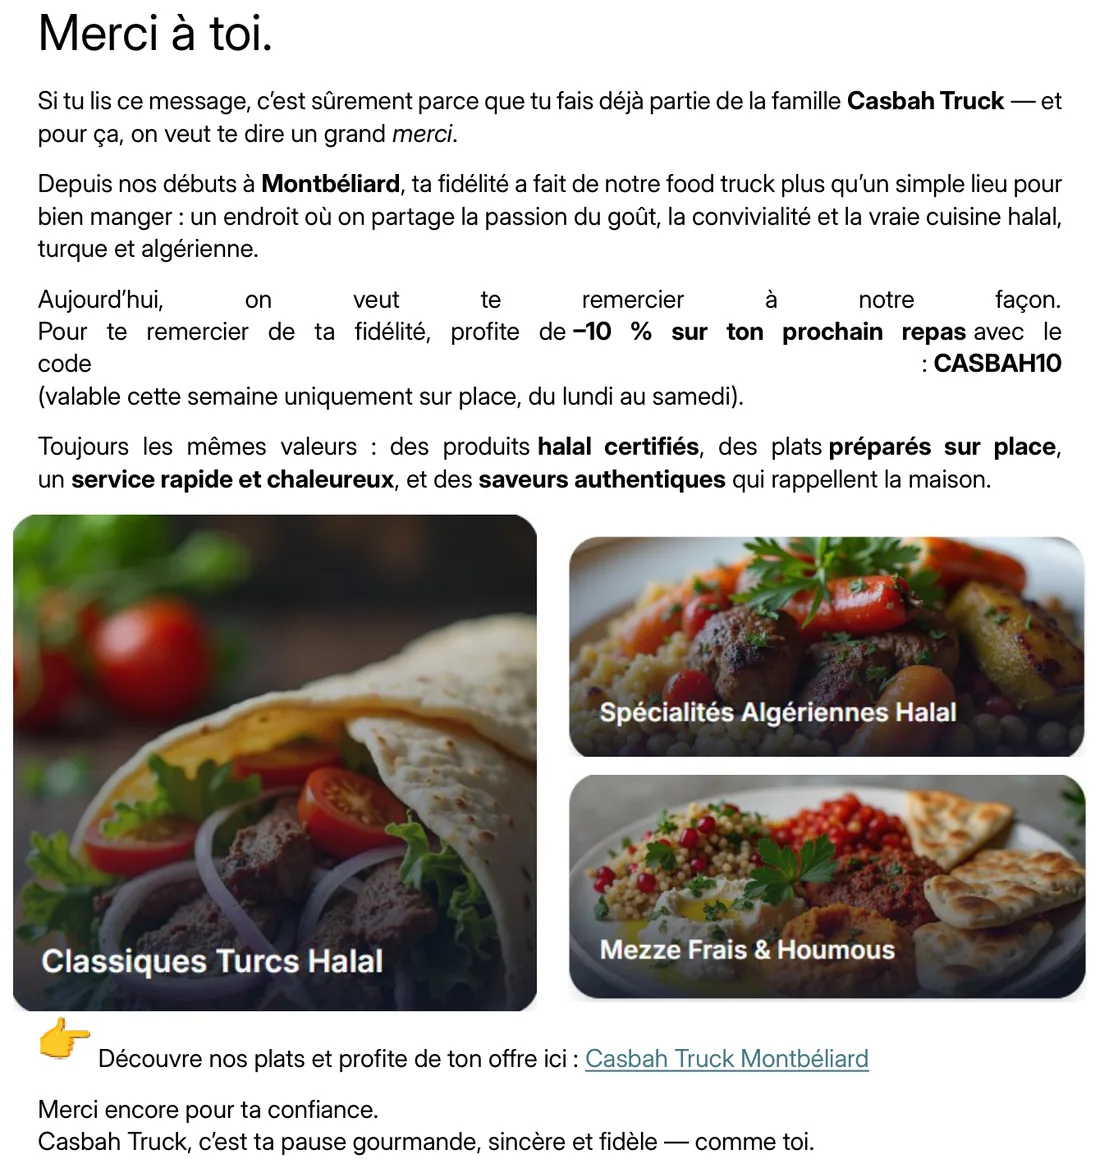 Merci à toi.
Si tu lis ce message, c’est sûrement parce que tu fais déjà partie de la famille Casbah Truck — et
pour ça, on veut te dire un grand merci.
Depuis nos débuts à Montbéliard, ta fidélité a fait de notre food truck plus qu’un simple lieu pour
bien manger : un endroit où on partage la passion du goût, la convivialité et la vraie cuisine halal,
turque et algérienne.
Aujourd’hui, on veut te remercier à notre façon.
Pour te remercier de ta fidélité, profite de –10 % sur ton prochain repas avec le
code : CASBAH10
(valable cette semaine uniquement sur place, du lundi au samedi).
Toujours les mêmes valeurs : des produits halal certifiés, des plats préparés sur place,
un service rapide et chaleureux, et des saveurs authentiques qui rappellent la maison.
Classiques Turcs Halal
Spécialités Algériennes Halal
Mezze Frais & Houmous
👉 Découvre nos plats et profite de ton offre ici : Casbah Truck Montbéliard
Merci encore pour ta confiance.
Casbah Truck, c’est ta pause gourmande, sincère et fidèle — comme toi.